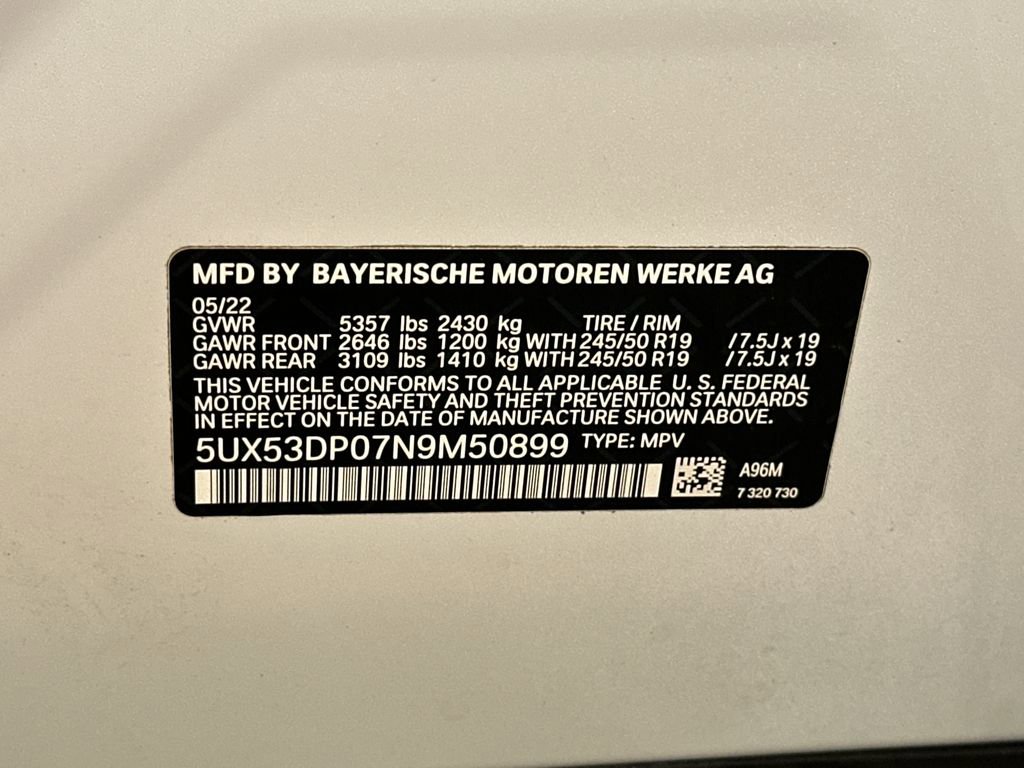 MFD BY BAYERISCHE MOTOREN WERKE AG
05/22
GVWR 5357 lbs 2430 kg TIRE / RIM
GAWR FRONT 2646 lbs 1200 kg WITH 245/50 R19 /7.5J x 19
GAWR REAR 3109 lbs 1410 kg WITH 245/50 R19 /7.5J x 19
THIS VEHICLE CONFORMS TO ALL APPLICABLE U. S. FEDERAL
MOTOR VEHICLE SAFETY AND THEFT PREVENTION STANDARDS
IN EFFECT ON THE DATE OF MANUFACTURE SHOWN ABOVE.
5UX53DP07N9M50899 TYPE: MPV
A96M
7 320 730